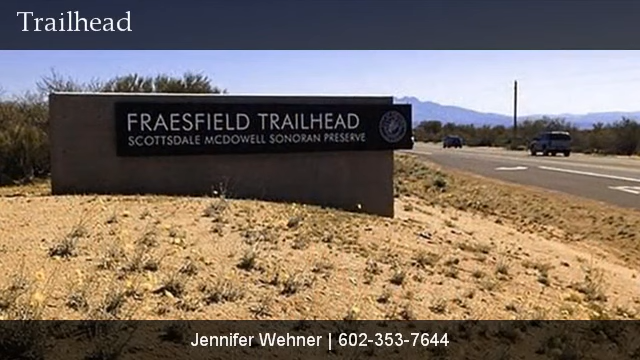 Trailhead
FRAESFIELD TRAILHEAD
SCOTTSDALE MCDOWELL SONORAN PRESERVE
Jennifer Wehner | 602-353-7644